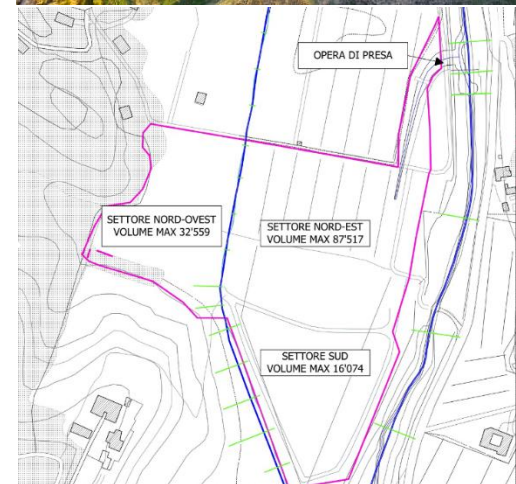 OPERA DI PRESA
SETTORE NORD-OVEST
VOLUME MAX 32'559
SETTORE NORD-EST
VOLUME MAX 87'517
SETTORE SUD
VOLUME MAX 16'074